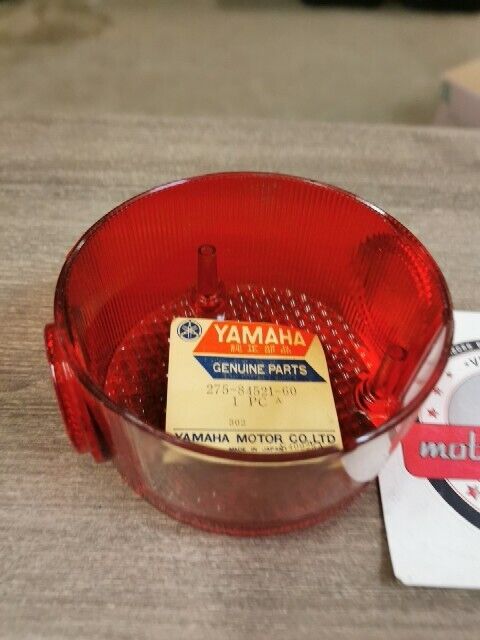 YAMAHA
純正部品
GENUINE PARTS
275-84521-60
1 PC A
302
YAMAHA MOTOR CO.,LTD
MADE IN JAPAN
mot